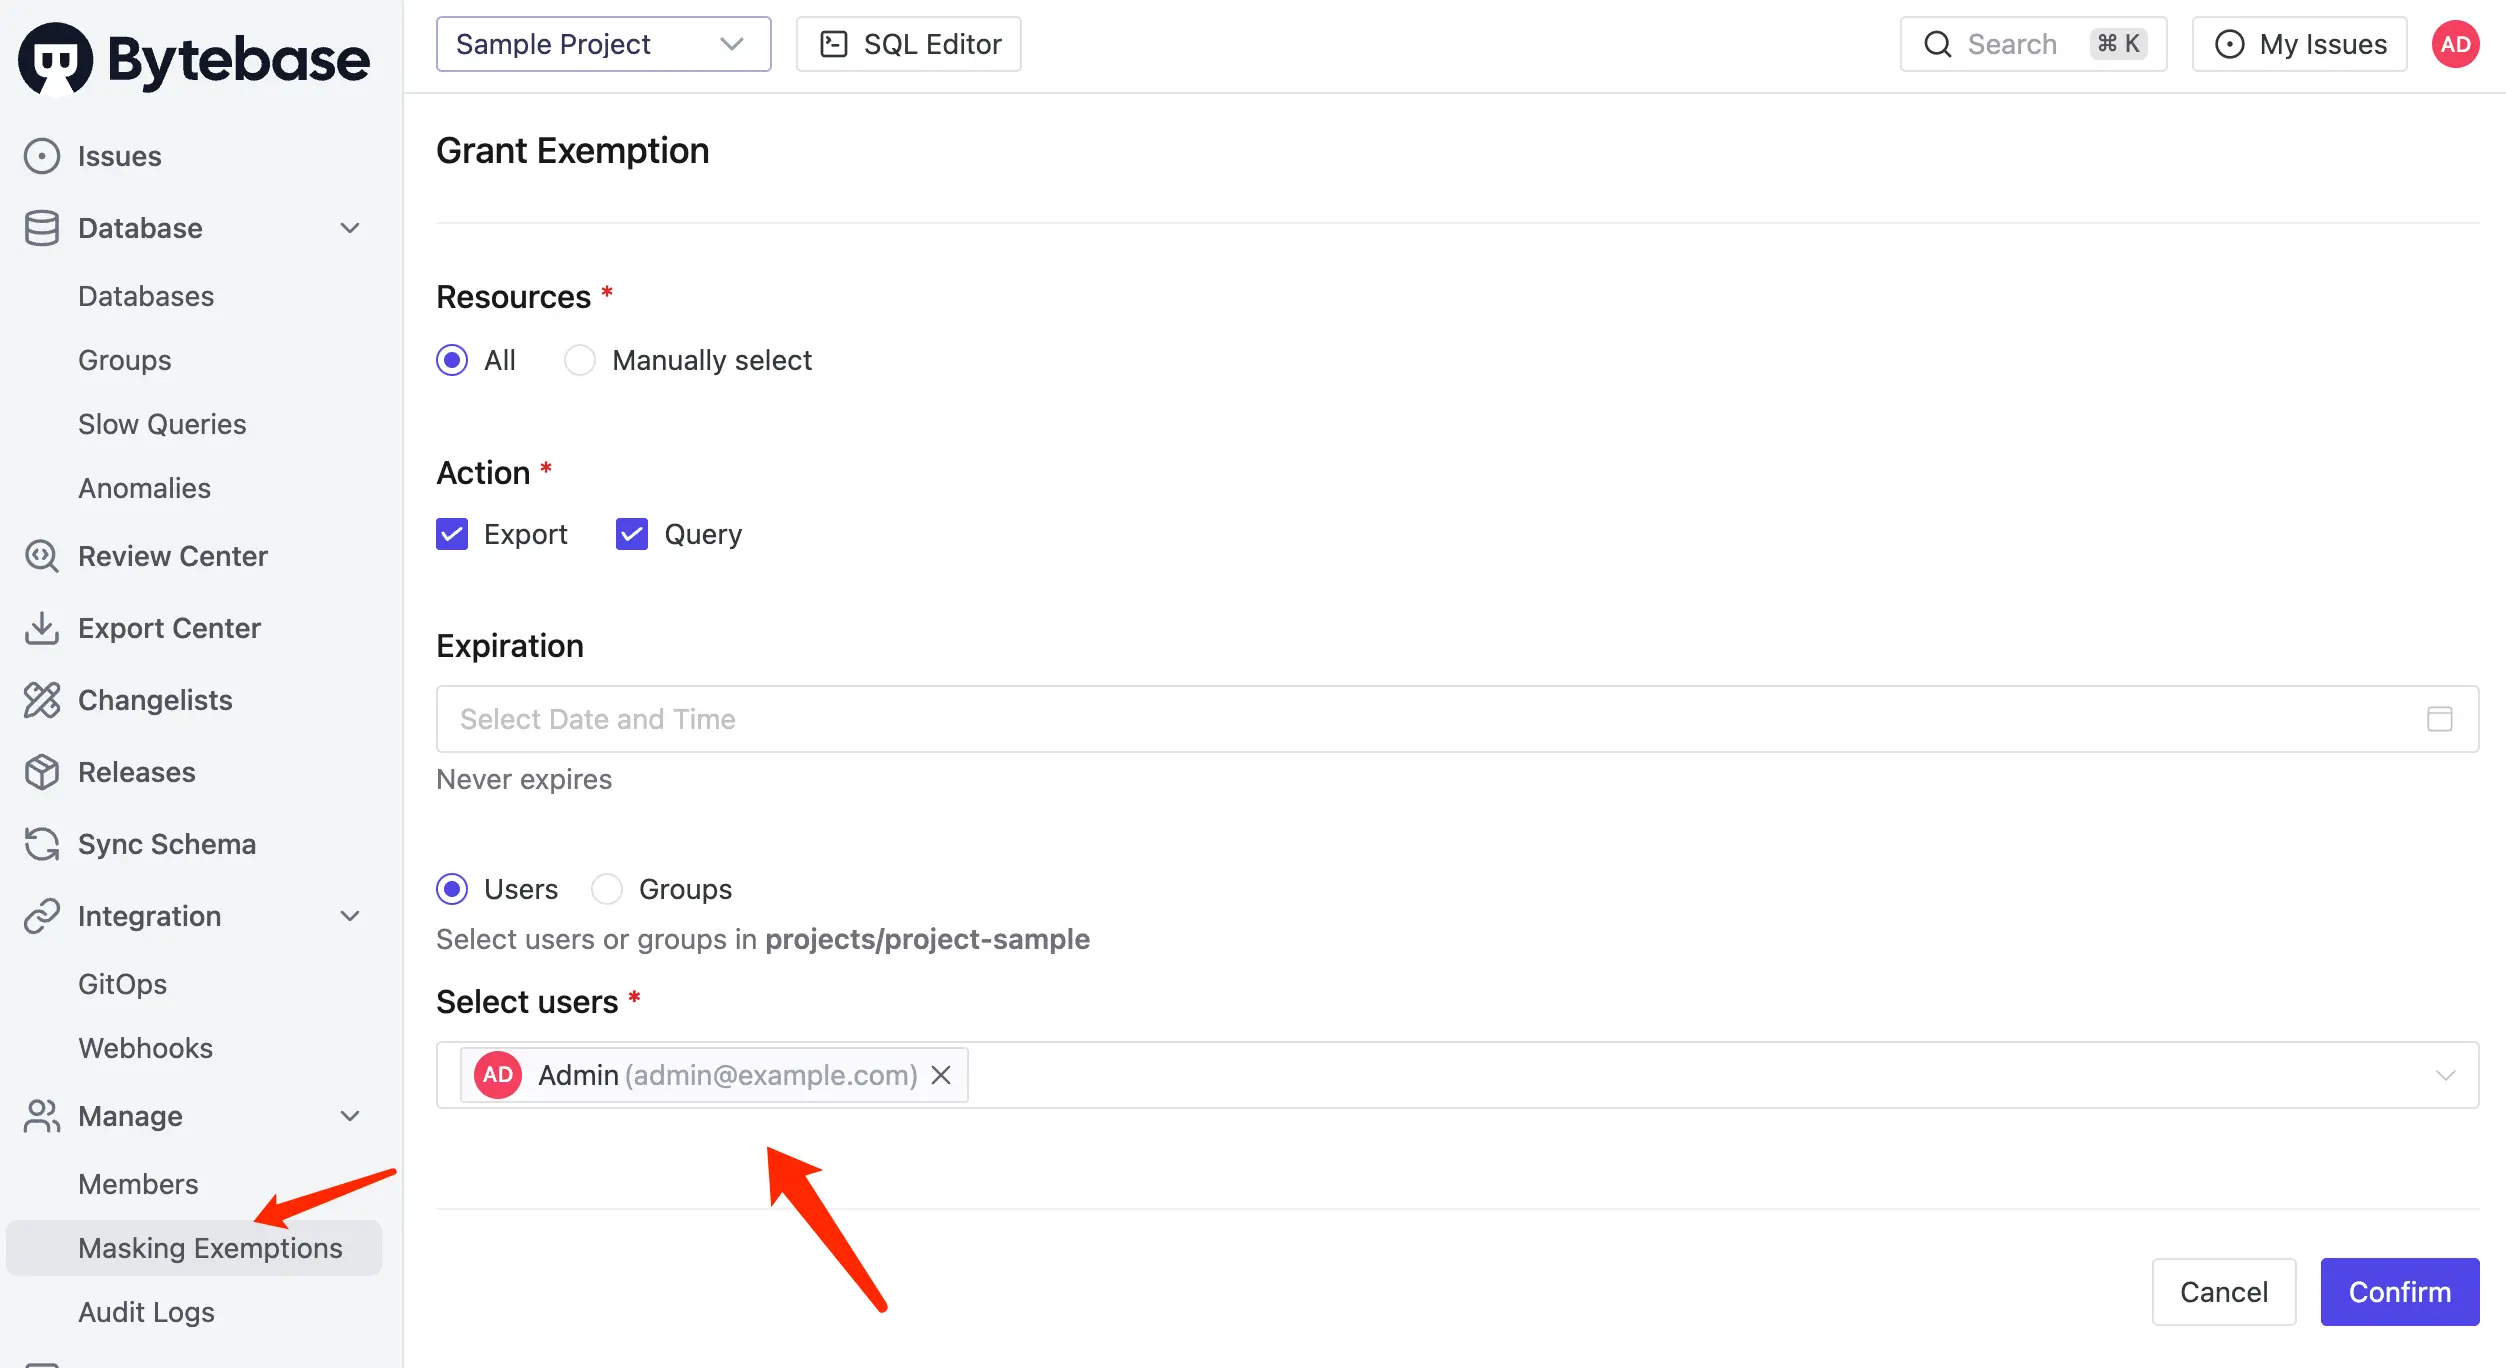 Bytebase
Issues
Database
Databases
Groups
Slow Queries
Anomalies
Review Center
Export Center
Changelists
Releases
Sync Schema
Integration
GitOps
Webhooks
Manage
Members
Masking Exemptions
Audit Logs
Sample Project
SQL Editor
Search ⌘ K
My Issues
AD
Grant Exemption
Resources *
All Manually select
Action *
Export Query
Expiration
Select Date and Time
Never expires
Users Groups
Select users or groups in projects/project-sample
Select users *
AD Admin (admin@example.com)
Cancel Confirm